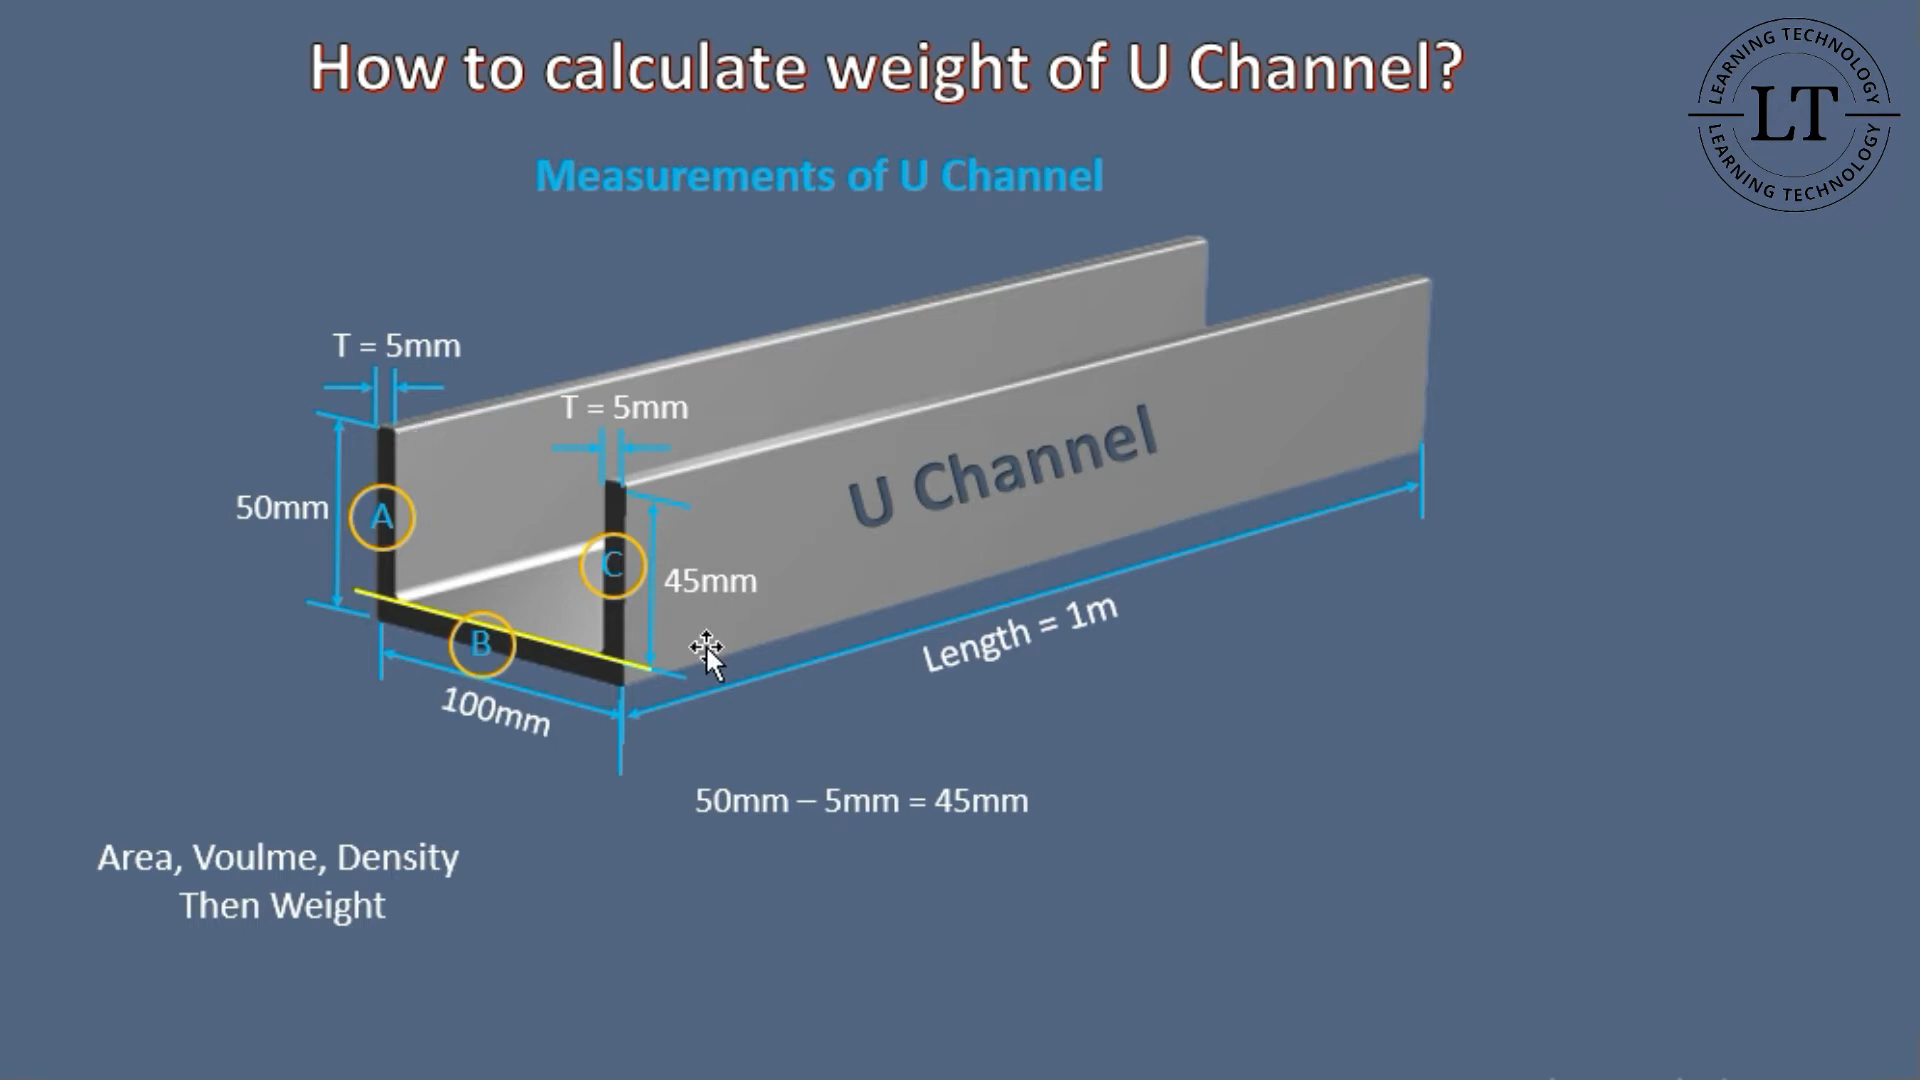 How to calculate weight of U Channel?
LEARNING TECHNOLOGY
LT
LEARNING TECHNOLOGY
Measurements of U Channel
T = 5mm
T = 5mm
U Channel
50mm
A
C
45mm
B
Length = 1m
100mm
50mm – 5mm = 45mm
Area, Voulme, Density
Then Weight